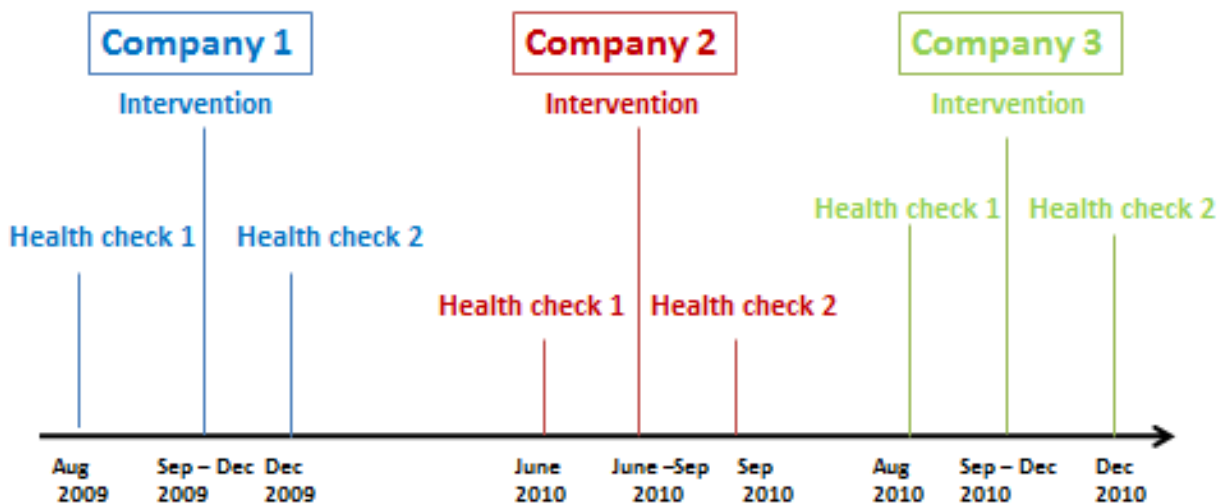 Company 1
Company 2
Company 3
Intervention
Intervention
Intervention
Health check 1
Health check 2
Health check 1
Health check 2
Health check 1
Health check 2
Aug
2009
Sep – Dec
2009
Dec
2009
June
2010
June –Sep
2010
Sep
2010
Aug
2010
Sep – Dec
2010
Dec
2010